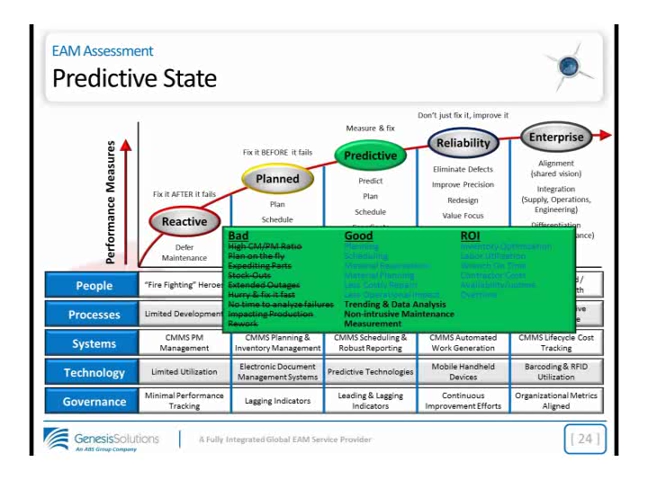 EAM Assessment
Predictive State
Performance Measures
Don't just fix it, improve it
Measure & fix
Fix it BEFORE it fails
Fix it AFTER it fails
Enterprise
Reliability
Predictive
Planned
Reactive
Alignment
(shared vision)
Integration
(Supply, Operations,
Engineering)
Differentiation
Eliminate Defects
Improve Precision
Redesign
Value Focus
Predict
Plan
Schedule
Plan
Schedule
Defer
Maintenance
Bad
High CM/PM Ratio
Plan on the fly
Expediting Parts
Stock-Outs
Extended Outages
Hurry & fix it fast
No time to analyze failures
Impacting Production
Rework
Good
Planning
Scheduling
Material Reservation
Material Planning
Less Costly Repairs
Less Operational Impact
Trending & Data Analysis
Non-intrusive Maintenance
Measurement
ROI
Inventory Optimization
Labor Utilization
Wrench On Time
Contractor Costs
Overtime
People
"Fire Fighting" Heroes
Processes
Limited Development
Systems
CMMS PM
Management
CMMS Planning &
Inventory Management
CMMS Scheduling &
Robust Reporting
CMMS Automated
Work Generation
CMMS Lifecycle Cost
Tracking
Technology
Limited Utilization
Electronic Document
Management Systems
Predictive Technologies
Mobile Handheld
Devices
Barcoding & RFID
Utilization
Governance
Minimal Performance
Tracking
Lagging Indicators
Leading & Lagging
Indicators
Continuous
Improvement Efforts
Organizational Metrics
Aligned
GenesisSolutions
An ABS Group Company
A Fully Integrated Global EAM Service Provider
[ 24 ]